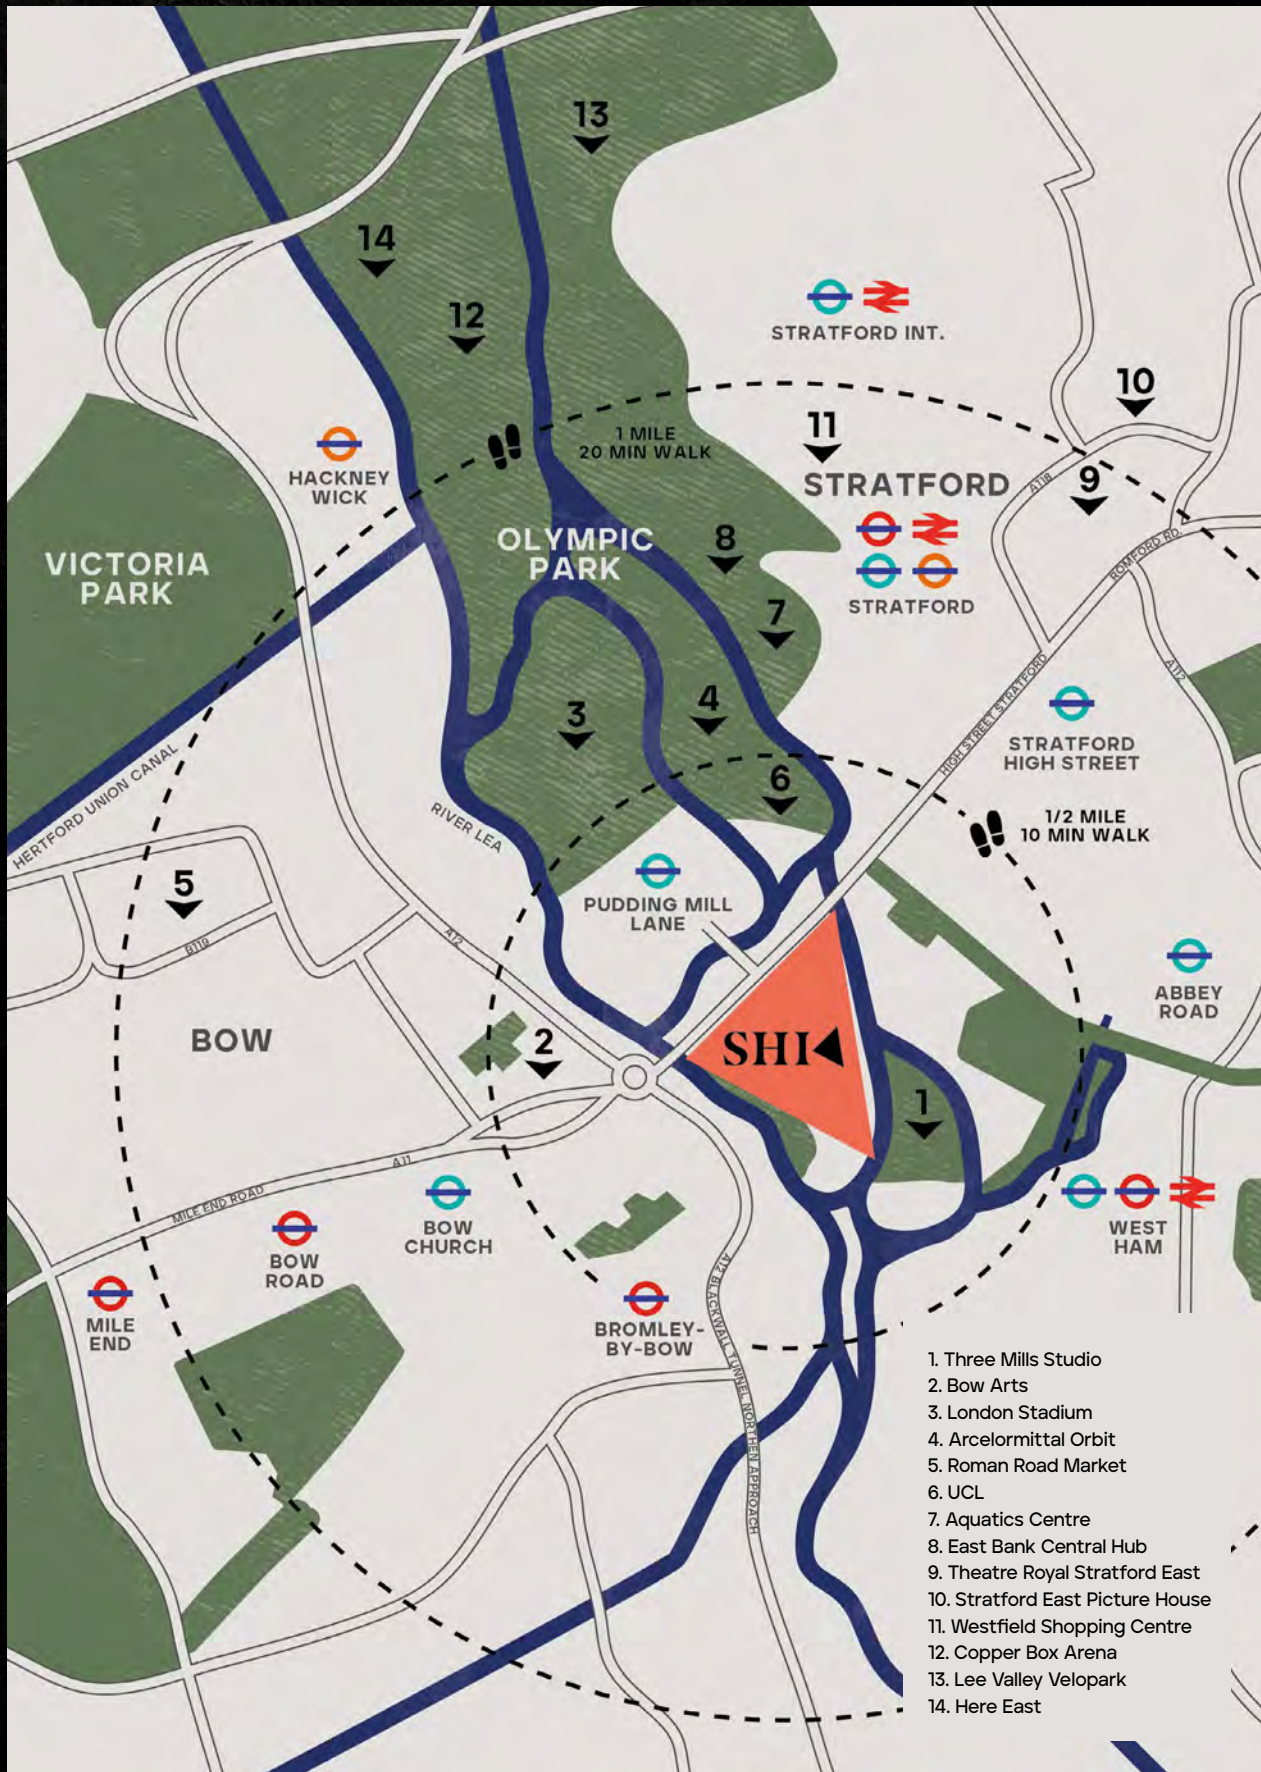 13
14
12
STRATFORD INT.
10
11
1 MILE
20 MIN WALK
HACKNEY
WICK
STRATFORD
A118
9
VICTORIA
PARK
OLYMPIC
PARK
8
ROMFORD RD.
STRATFORD
7
A112
3
4
HIGH STREET STRATFORD
STRATFORD
HIGH STREET
HERTFORD UNION CANAL
6
RIVER LEA
1/2 MILE
10 MIN WALK
5
PUDDING MILL
LANE
B119
A12
ABBEY
ROAD
BOW
2
SHI
1
A11
MILE END ROAD
BOW
CHURCH
WEST
HAM
BOW
ROAD
MILE
END
BROMLEY-
BY-BOW
A12 BLACKWALL TUNNEL NORTHEN APPROACH
1. Three Mills Studio
2. Bow Arts
3. London Stadium
4. Arcelormittal Orbit
5. Roman Road Market
6. UCL
7. Aquatics Centre
8. East Bank Central Hub
9. Theatre Royal Stratford East
10. Stratford East Picture House
11. Westfield Shopping Centre
12. Copper Box Arena
13. Lee Valley Velopark
14. Here East